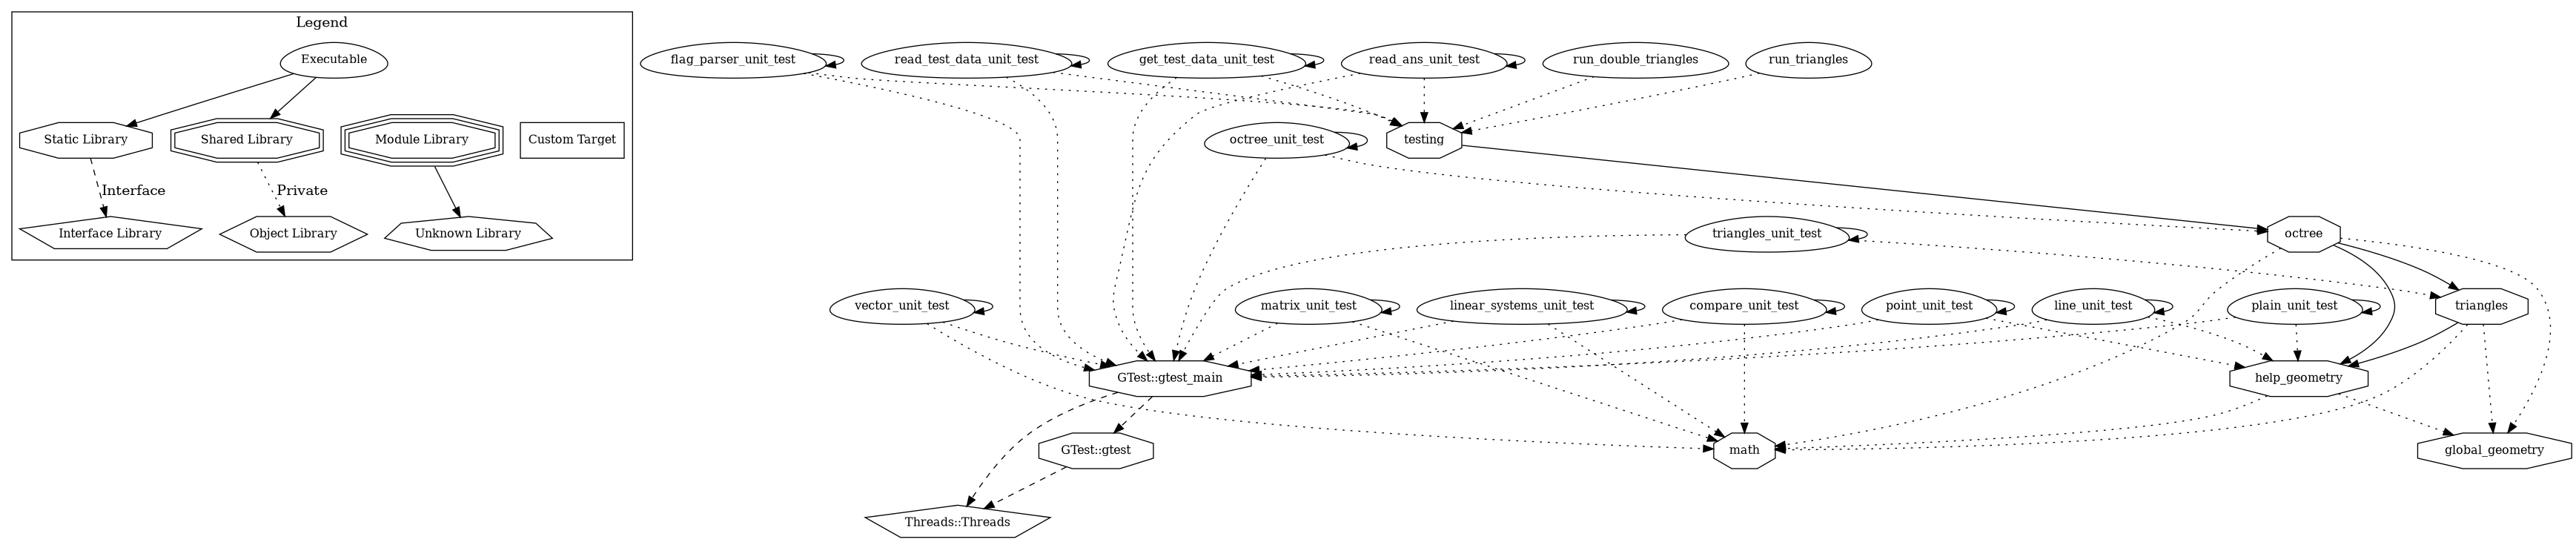 Legend
Executable
Static Library
Shared Library
Module Library
Custom Target
Interface
Private
Interface Library
Object Library
Unknown Library
flag_parser_unit_test
read_test_data_unit_test
get_test_data_unit_test
read_ans_unit_test
run_double_triangles
run_triangles
octree_unit_test
testing
triangles_unit_test
octree
vector_unit_test
matrix_unit_test
linear_systems_unit_test
compare_unit_test
point_unit_test
line_unit_test
plain_unit_test
triangles
GTest::gtest_main
help_geometry
GTest::gtest
math
global_geometry
Threads::Threads